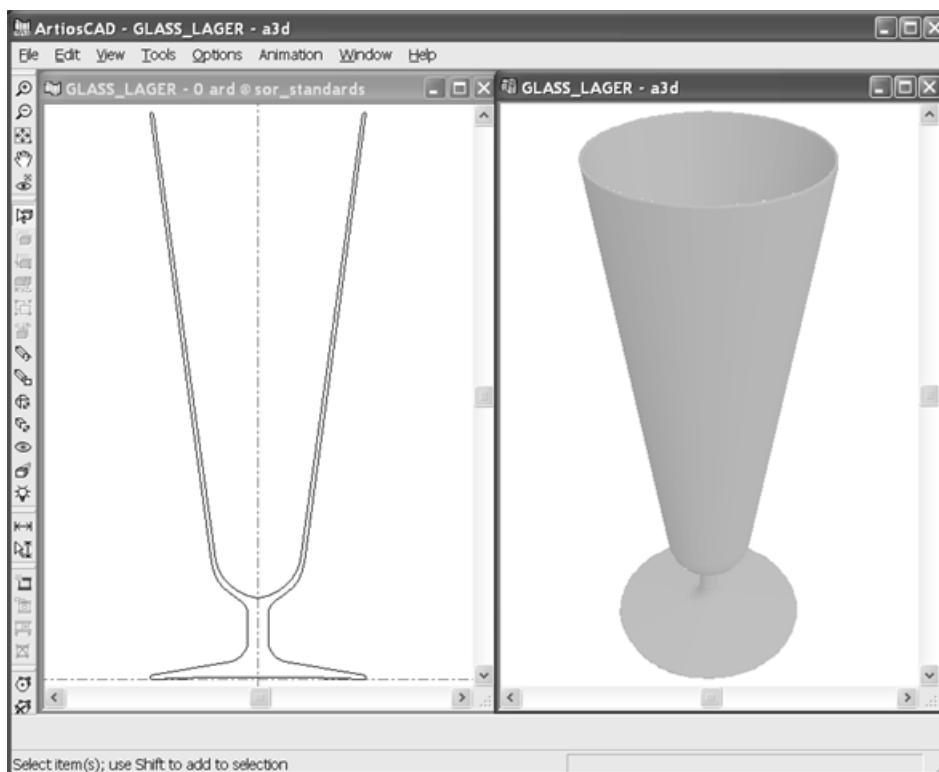 ArtiosCAD - GLASS_LAGER - a3d
File Edit View Tools Options Animation Window Help
GLASS_LAGER - 0 ard @ sor_standards
GLASS_LAGER - a3d
Select item(s); use Shift to add to selection